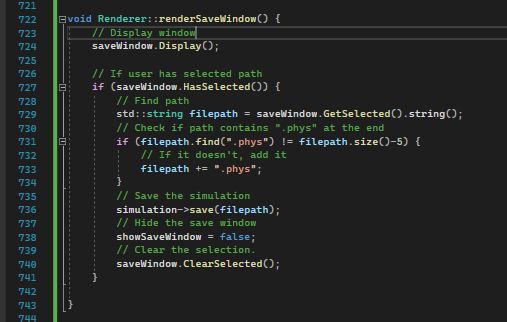 721
722 void Renderer::renderSaveWindow() {
723 // Display window
724 saveWindow.Display();
725
726 // If user has selected path
727 if (saveWindow.HasSelected()) {
728 // Find path
729 std::string filepath = saveWindow.GetSelected().string();
730 // Check if path contains ".phys" at the end
731 if (filepath.find(".phys") != filepath.size()-5) {
732 // If it doesn't, add it
733 filepath += ".phys";
734 }
735 // Save the simulation
736 simulation->save(filepath);
737 // Hide the save window
738 showSaveWindow = false;
739 // Clear the selection.
740 saveWindow.ClearSelected();
741 }
742
743 }
744